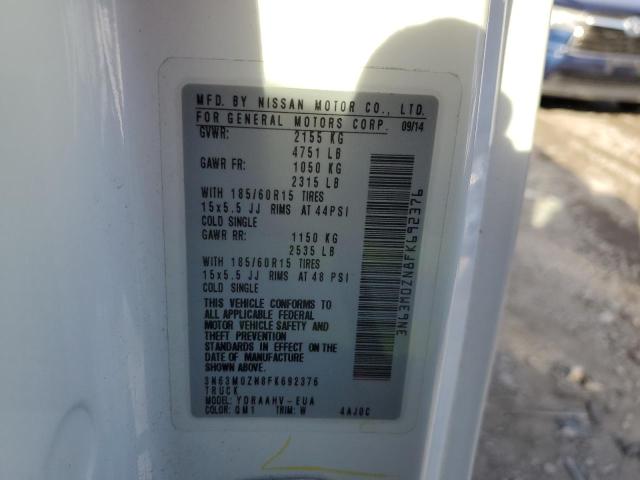 MFD. BY NISSAN MOTOR CO., LTD.
FOR GENERAL MOTORS CORP. 09/14
GVWR: 2155 KG
4751 LB
GAWR FR: 1050 KG
2315 LB
WITH 185/60R15 TIRES
15x5.5 JJ RIMS AT 44PSI
COLD SINGLE
GAWR RR: 1150 KG
2535 LB
WITH 185/60R15 TIRES
15x5.5 JJ RIMS AT 48 PSI
COLD SINGLE
THIS VEHICLE CONFORMS TO
ALL APPLICABLE FEDERAL
MOTOR VEHICLE SAFETY AND
THEFT PREVENTION
STANDARDS IN EFFECT ON
THE DATE OF MANUFACTURE
SHOWN ABOVE.
3N63M0ZN8FK692376
TRUCK
MODEL: YDRAAHV-EUA
COLOR: QM1 TRIM: W 4AJ0C
3N63M0ZN8FK692376